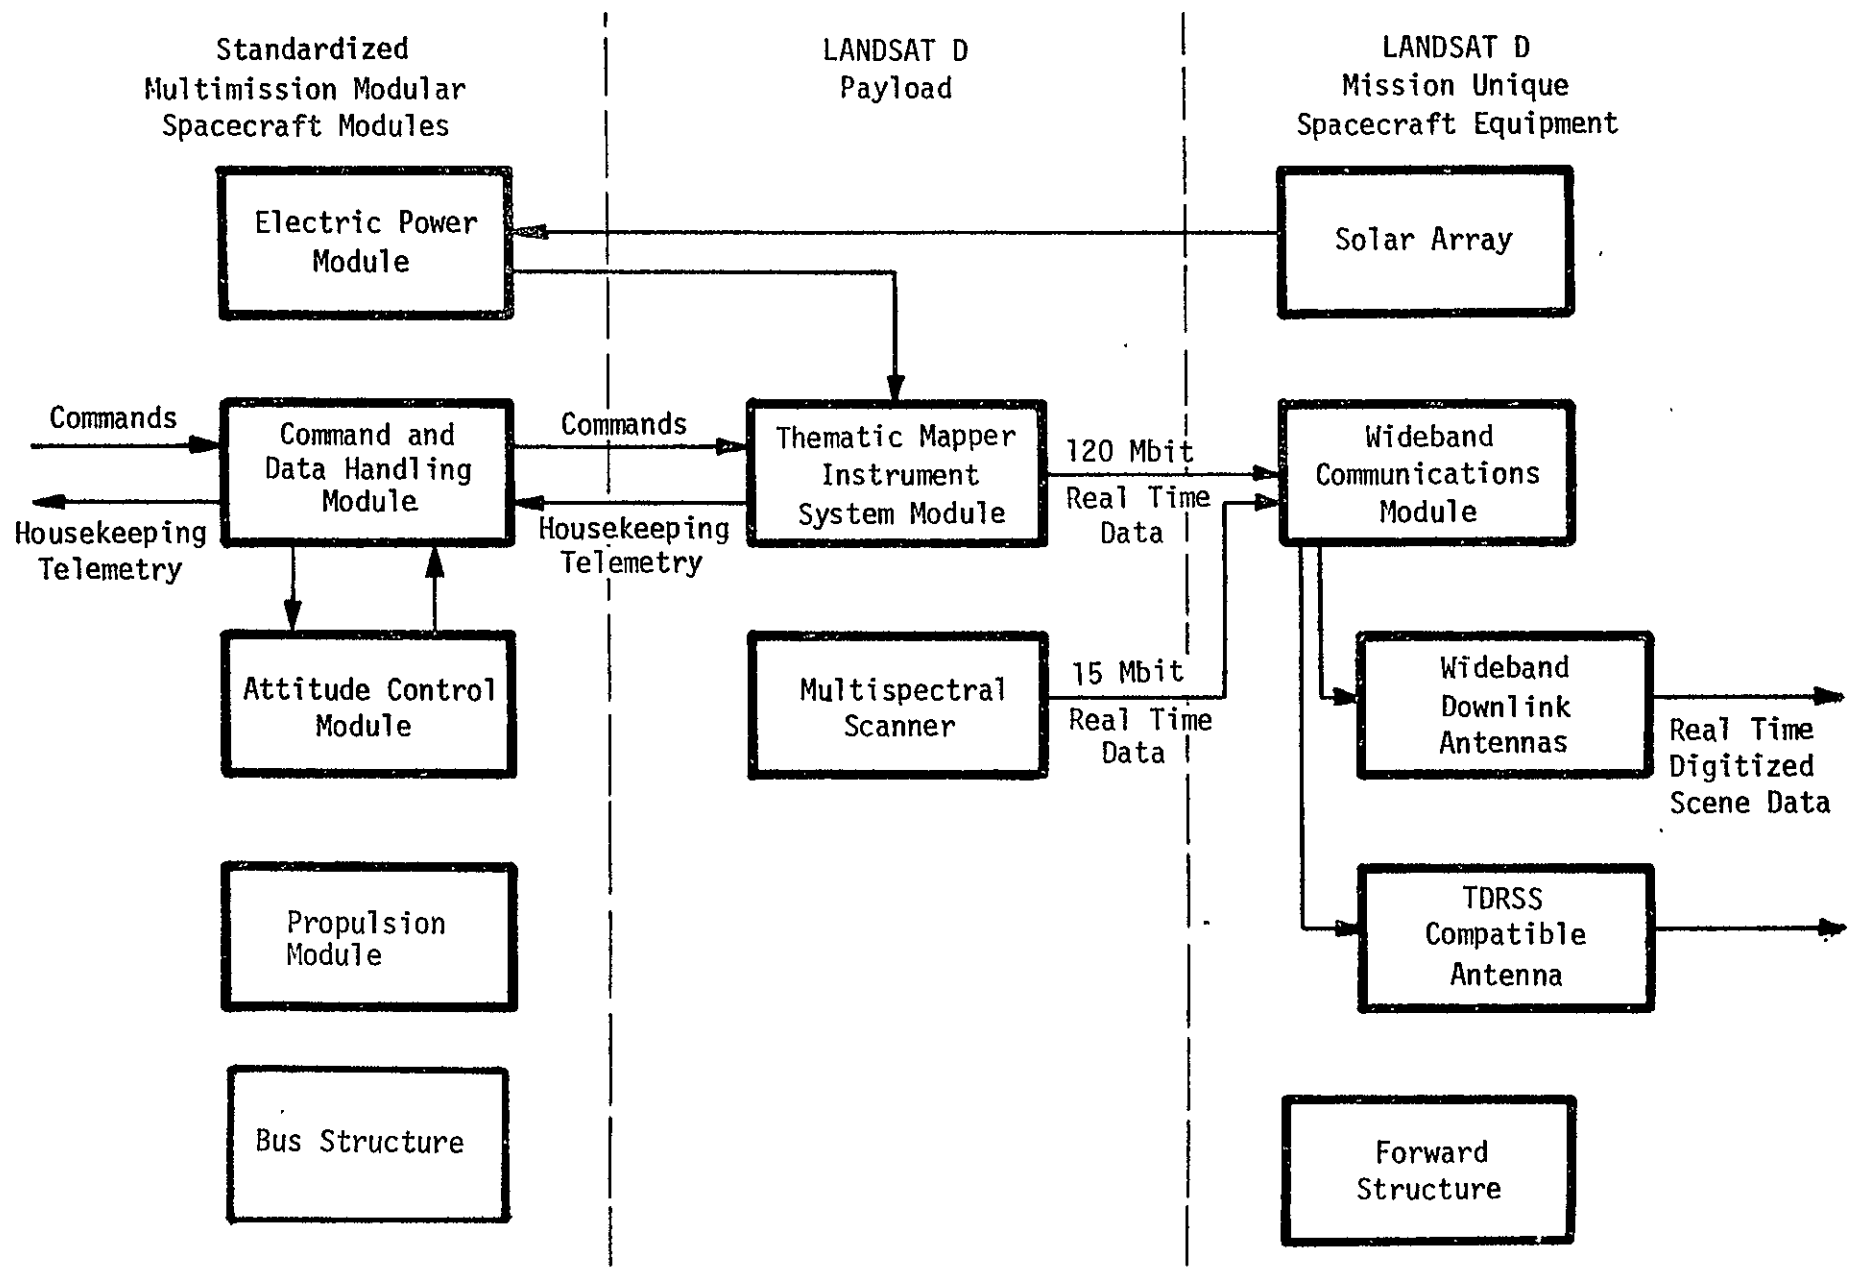 Standardized
Multimission Modular
Spacecraft Modules
LANDSAT D
Payload
LANDSAT D
Mission Unique
Spacecraft Equipment
Electric Power
Module
Solar Array
Commands
Housekeeping
Telemetry
Command and
Data Handling
Module
Commands
Housekeeping
Telemetry
Thematic Mapper
Instrument
System Module
120 Mbit
Real Time
Data
Wideband
Communications
Module
Attitude Control
Module
Multispectral
Scanner
15 Mbit
Real Time
Data
Wideband
Downlink
Antennas
Real Time
Digitized
Scene Data
Propulsion
Module
TDRSS
Compatible
Antenna
Bus Structure
Forward
Structure